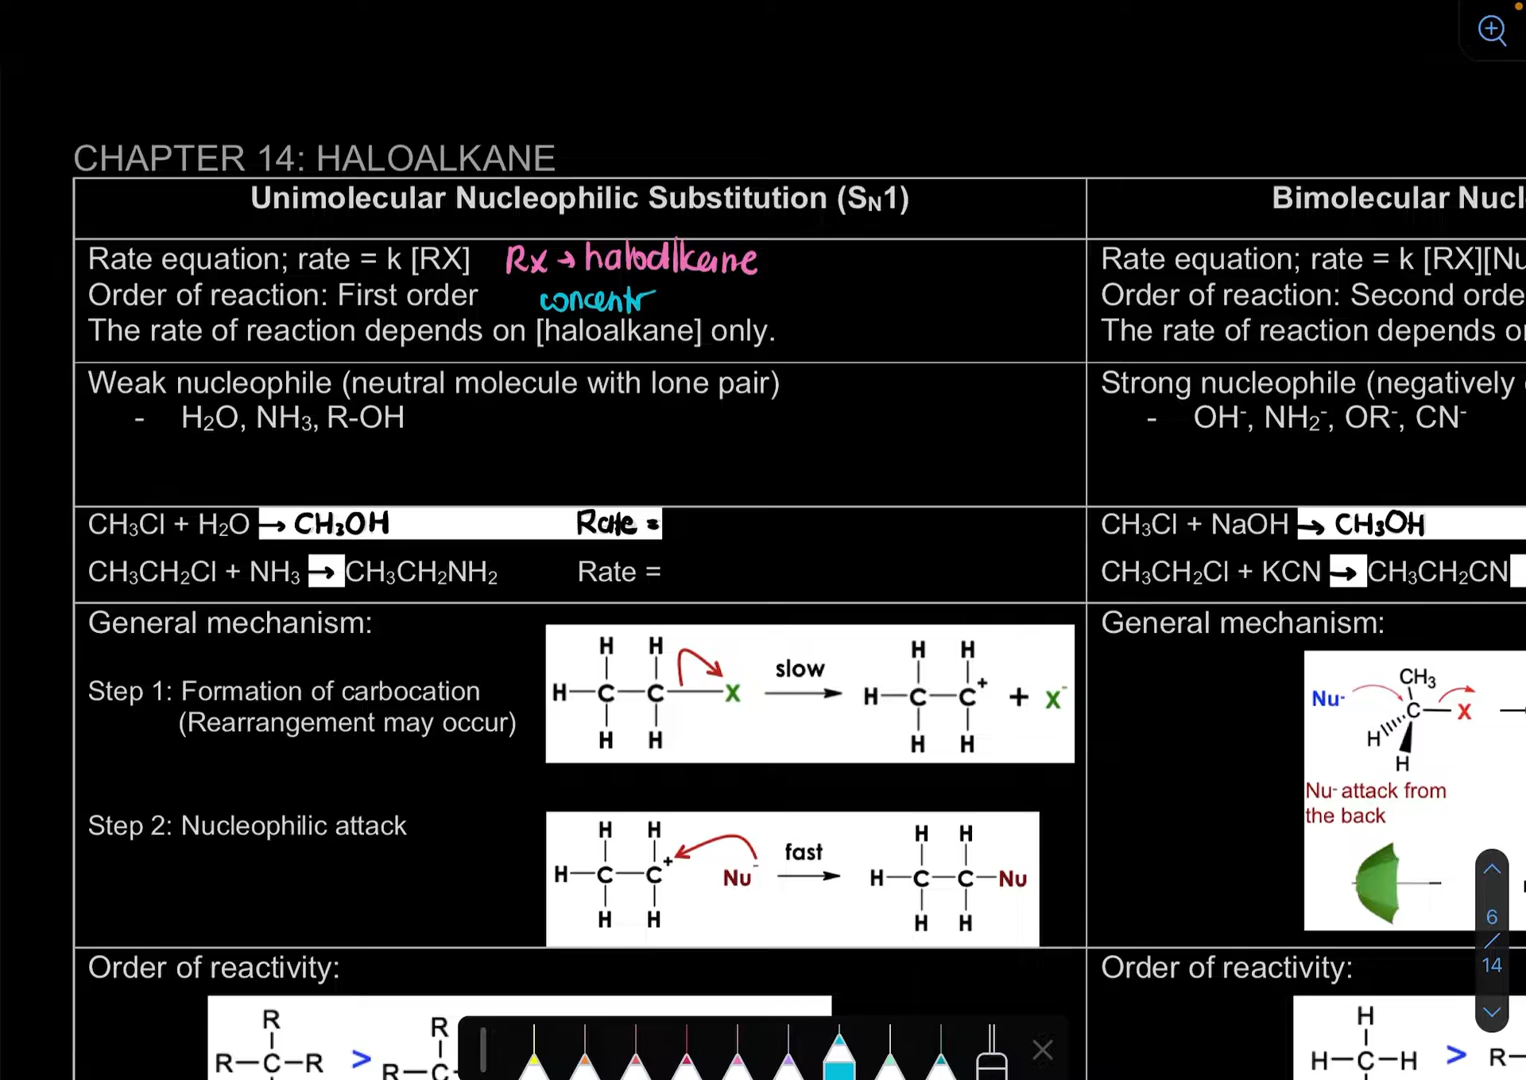 CHAPTER 14: HALOALKANE
Unimolecular Nucleophilic Substitution (SN1)
Rate equation; rate = k [RX] Rx → haloalkane
Order of reaction: First order concentr
The rate of reaction depends on [haloalkane] only.
Weak nucleophile (neutral molecule with lone pair)
- H2O, NH3, R-OH
CH3Cl + H2O → CH3OH Rate =
CH3CH2Cl + NH3 → CH3CH2NH2 Rate =
General mechanism:
Step 1: Formation of carbocation
(Rearrangement may occur)
H H
H-C-C-X
H H
slow
H H
H-C-C+ + X-
H H
Step 2: Nucleophilic attack
H H
H-C-C+ Nu-
H H
fast
H H
H-C-C-Nu
H H
Order of reactivity:
R
R-C-R
>
R
R-C
Bimolecular Nucl
Rate equation; rate = k [RX][Nu
Order of reaction: Second orde
The rate of reaction depends o
Strong nucleophile (negatively
- OH-, NH2-, OR-, CN-
CH3Cl + NaOH → CH3OH
CH3CH2Cl + KCN → CH3CH2CN
General mechanism:
CH3
Nu- C-X
H
H
Nu- attack from
the back
Order of reactivity:
H
H-C-H > R-
6
/
14